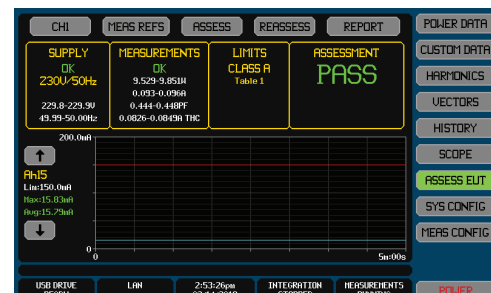 CH1 MEAS REFS ASSESS REASSESS REPORT POWER DATA
CUSTOM DATA
HARMONICS
VECTORS
HISTORY
SCOPE
ASSESS EUT
SYS CONFIG
MEAS CONFIG
POWER
SUPPLY
OK
230V/50Hz
229.8-229.9V
49.99-50.00Hz
MEASUREMENTS
OK
9.529-9.851W
0.093-0.096A
0.444-0.448PF
0.0826-0.0849A THC
LIMITS
CLASS A
Table 1
ASSESSMENT
PASS
200.0mA
Ah15
Lim:150.0mA
Max:15.83mA
Avg:15.79mA
0
0 5m:00s
USB DRIVE LAN 2:53:26pm INTEGRATION MEASUREMENTS